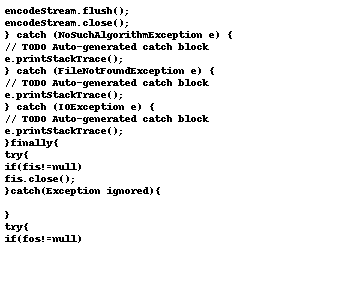 encodeStream.flush();
encodeStream.close();
} catch (NoSuchAlgorithmException e) {
// TODO Auto-generated catch block
e.printStackTrace();
} catch (FileNotFoundException e) {
// TODO Auto-generated catch block
e.printStackTrace();
} catch (IOException e) {
// TODO Auto-generated catch block
e.printStackTrace();
}finally{
try{
if(fis!=null)
fis.close();
}catch(Exception ignored){
}
try{
if(fos!=null)